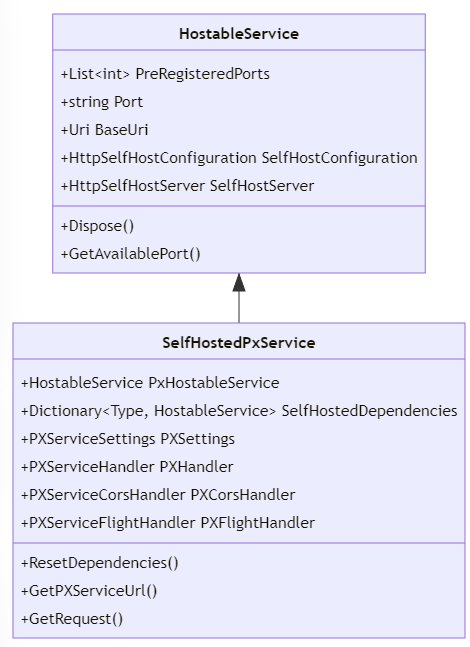 HostableService
+List<int> PreRegisteredPorts
+string Port
+Uri BaseUri
+HttpSelfHostConfiguration SelfHostConfiguration
+HttpSelfHostServer SelfHostServer
+Dispose()
+GetAvailablePort()
SelfHostedPxService
+HostableService PxHostableService
+Dictionary<Type, HostableService> SelfHostedDependencies
+PXServiceSettings PXSettings
+PXServiceHandler PXHandler
+PXServiceCorsHandler PXCorsHandler
+PXServiceFlightHandler PXFlightHandler
+ResetDependencies()
+GetPXServiceUrl()
+GetRequest()